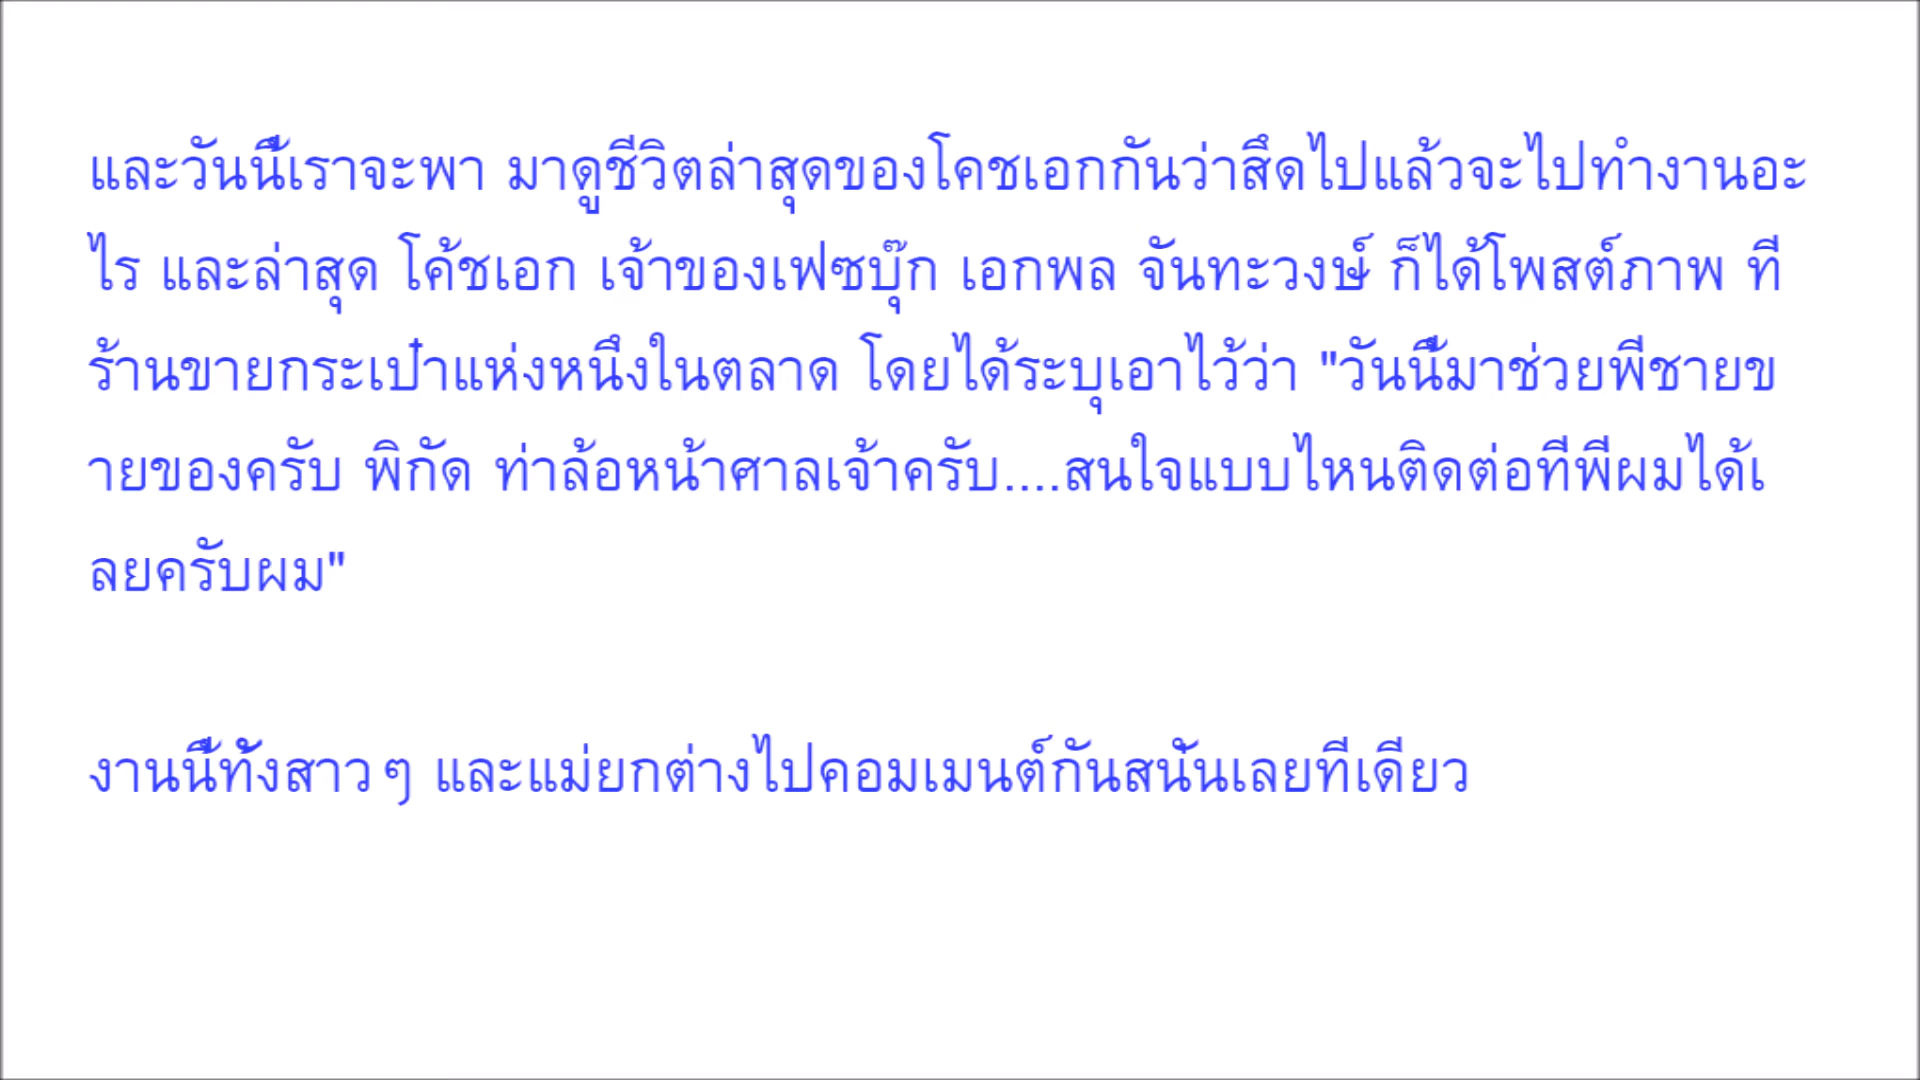 และวันนี้เราจะพา มาดูชีวิตล่าสุดของโคชเอกกันว่าสึดไปแล้วจะไปทำงานอะ
ไร และล่าสุด โค้ชเอก เจ้าของเฟซบุ๊ก เอกพล จันทะวงษ์ ก็ได้โพสต์ภาพ ที่
ร้านขายกระเป๋าแห่งหนึ่งในตลาด โดยได้ระบุเอาไว้ว่า "วันนี้มาช่วยพี่ชายข
ายของครับ พิกัด ท่าล้อหน้าศาลเจ้าครับ....สนใจแบบไหนติดต่อที่พี่ผมได้เ
ลยครับผม"
งานนี้ทั้งสาวๆ และแม่ยกต่างไปคอมเมนต์กันสนั่นเลยทีเดียว